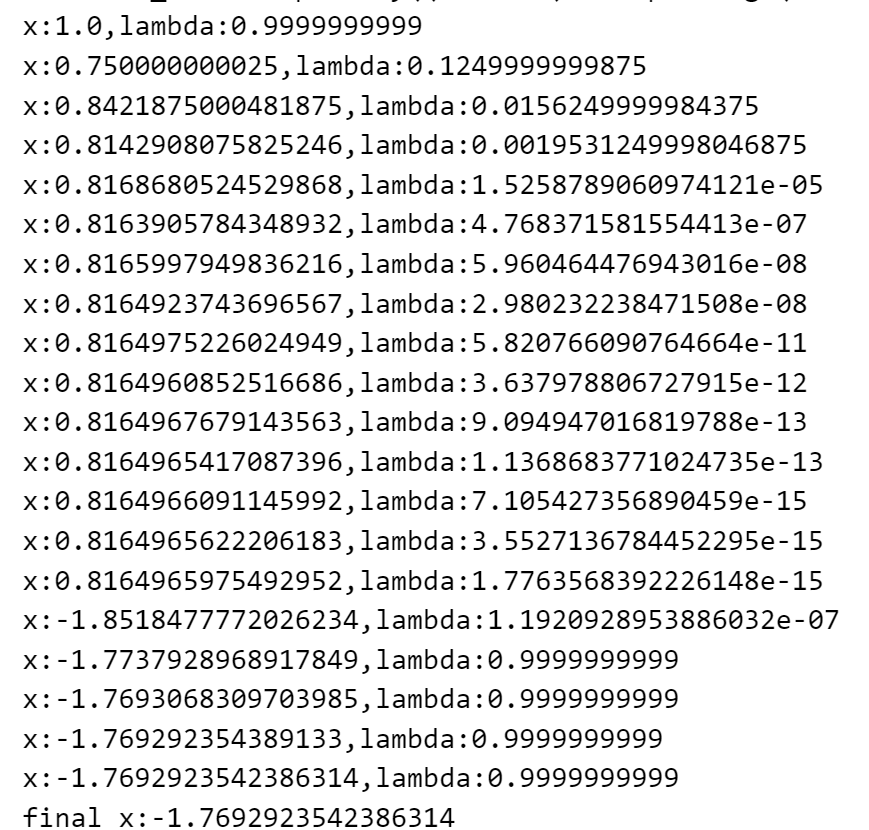 x:1.0,lambda:0.9999999999
x:0.750000000025,lambda:0.1249999999875
x:0.8421875000481875,lambda:0.0156249999984375
x:0.8142908075825246,lambda:0.0019531249998046875
x:0.8168680524529868,lambda:1.5258789060974121e-05
x:0.8163905784348932,lambda:4.768371581554413e-07
x:0.8165997949836216,lambda:5.960464476943016e-08
x:0.8164923743696567,lambda:2.980232238471508e-08
x:0.8164975226024949,lambda:5.820766090764664e-11
x:0.8164960852516686,lambda:3.637978806727915e-12
x:0.8164967679143563,lambda:9.094947016819788e-13
x:0.8164965417087396,lambda:1.1368683771024735e-13
x:0.8164966091145992,lambda:7.105427356890459e-15
x:0.8164965622206183,lambda:3.5527136784452295e-15
x:0.8164965975492952,lambda:1.7763568392226148e-15
x:-1.8518477772026234,lambda:1.1920928953886032e-07
x:-1.7737928968917849,lambda:0.9999999999
x:-1.7693068309703985,lambda:0.9999999999
x:-1.769292354389133,lambda:0.9999999999
x:-1.7692923542386314,lambda:0.9999999999
final x:-1.7692923542386314